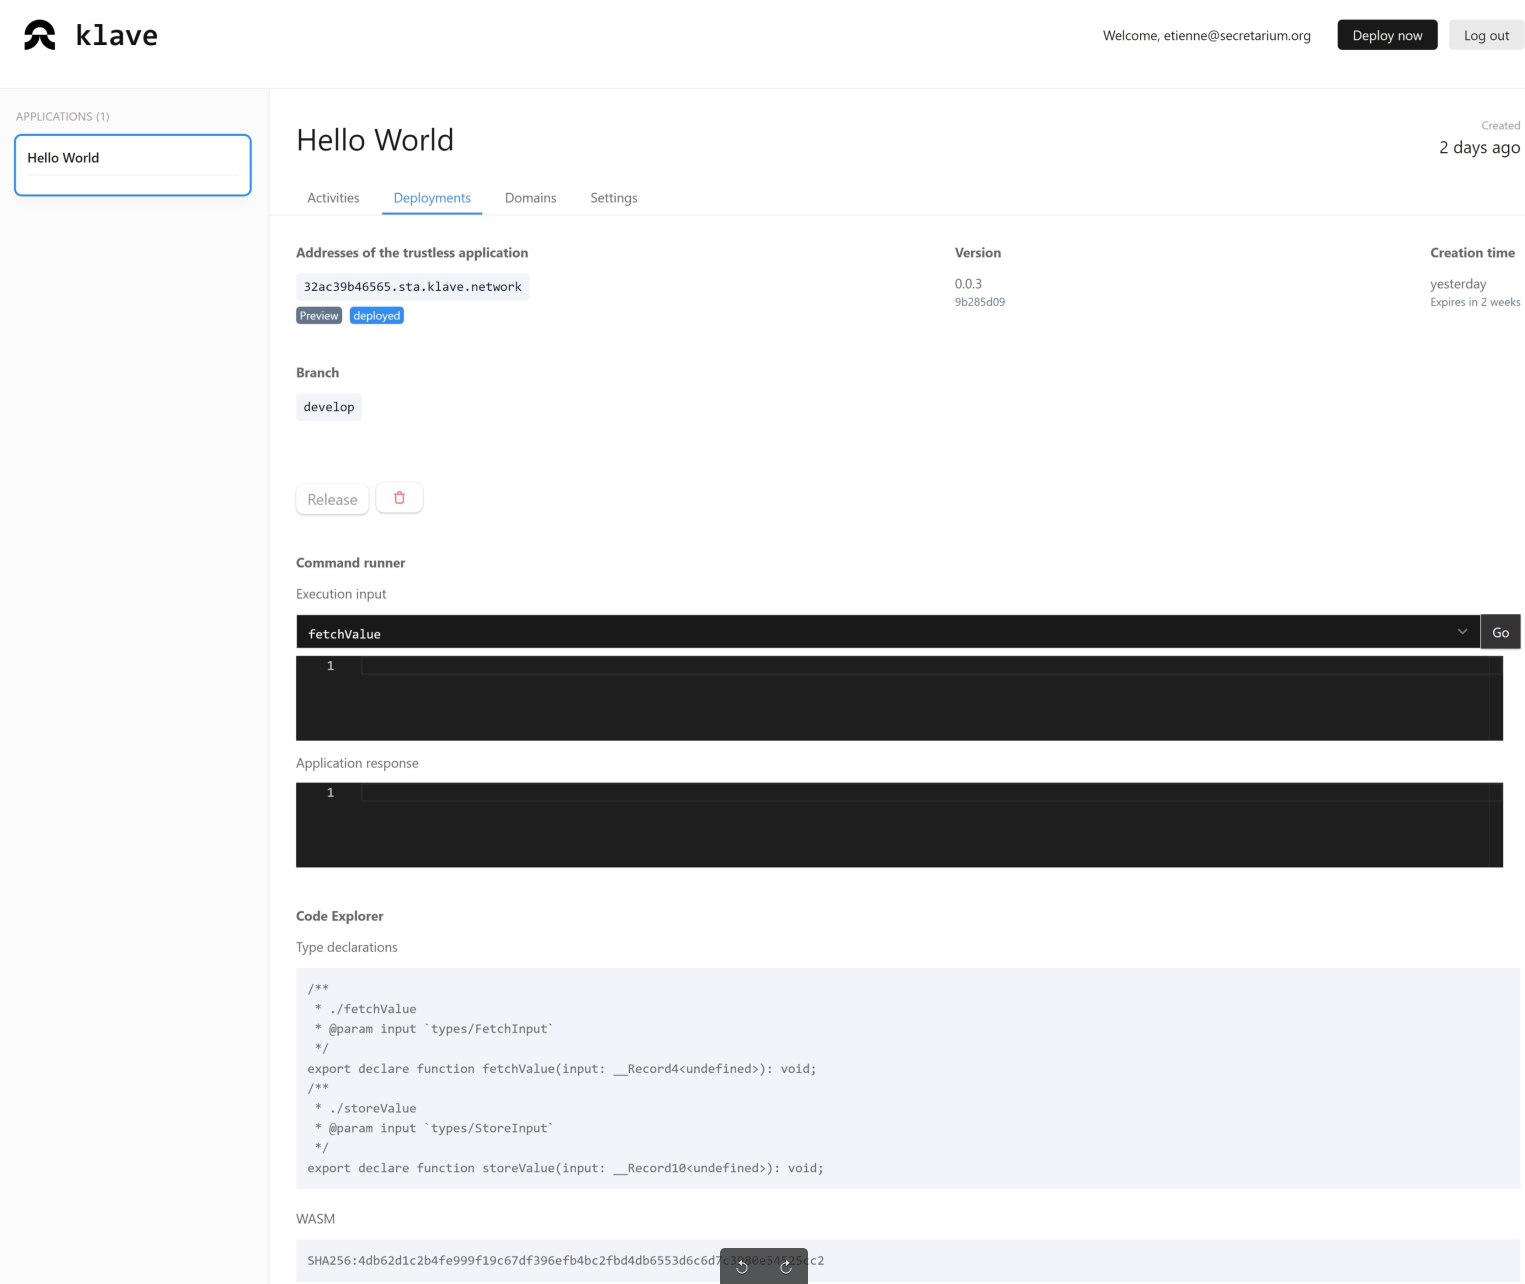 klave
Welcome, etienne@secretarium.org
Deploy now
Log out
APPLICATIONS (1)
Hello World
Hello World
Created
2 days ago
Activities
Deployments
Domains
Settings
Addresses of the trustless application
Version
Creation time
32ac39b46565.sta.klave.network
0.0.3
yesterday
9b285d09
Expires in 2 weeks
Preview
deployed
Branch
develop
Release
Command runner
Execution input
fetchValue
Go
1
Application response
1
Code Explorer
Type declarations
/**
* ./fetchValue
* @param input `types/FetchInput`
*/
export declare function fetchValue(input: __Record4<undefined>): void;
/**
* ./storeValue
* @param input `types/StoreInput`
*/
export declare function storeValue(input: __Record10<undefined>): void;
WASM